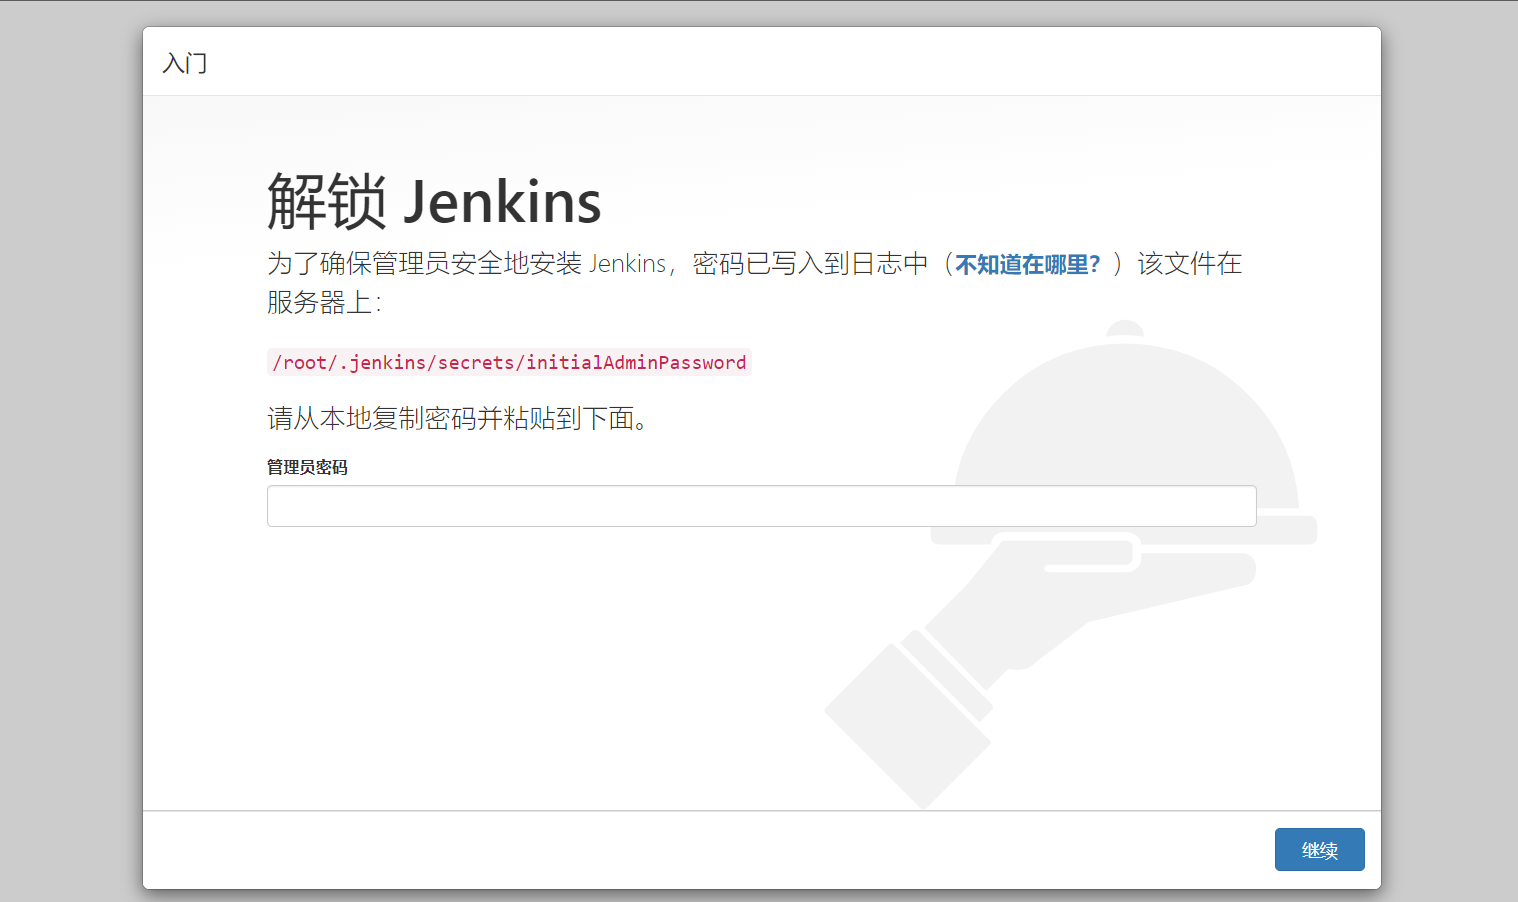 入门
解锁 Jenkins
为了确保管理员安全地安装 Jenkins，密码已写入到日志中（不知道在哪里？）该文件在
服务器上：
/root/.jenkins/secrets/initialAdminPassword
请从本地复制密码并粘贴到下面。
管理员密码
继续